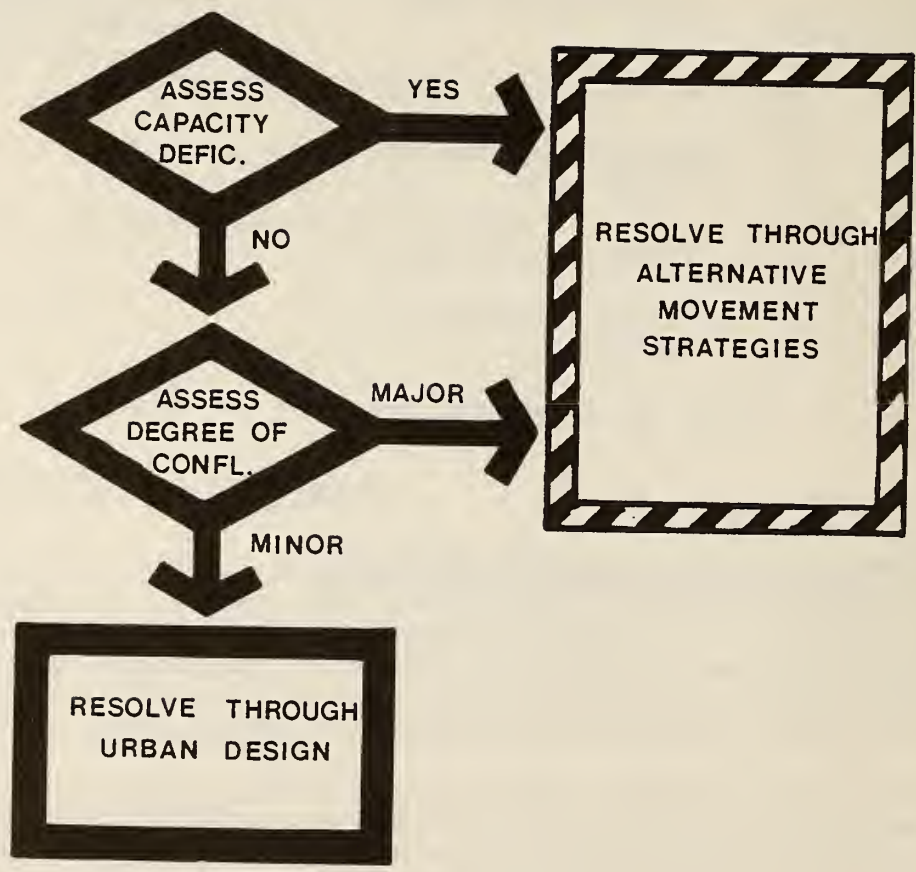 ASSESS
CAPACITY
DEFIC.
YES
NO
RESOLVE THROUGH
ALTERNATIVE
MOVEMENT
STRATEGIES
ASSESS
DEGREE OF
CONFL.
MAJOR
MINOR
RESOLVE THROUGH
URBAN DESIGN